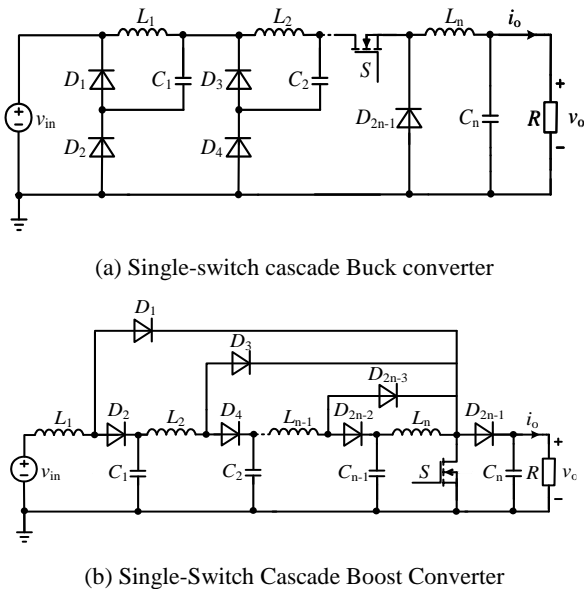 L1 L2 Ln io
D1 C1 D3 C2 S +
vin D2n-1 Cn R vo
D2 D4 −
(a) Single-switch cascade Buck converter
D1
D3
D2n-3
L1 D2 L2 D4 Ln-1 D2n-2 Ln D2n-1 io
+
vin C1 C2 Cn-1 S Cn R vo
−
(b) Single-Switch Cascade Boost Converter